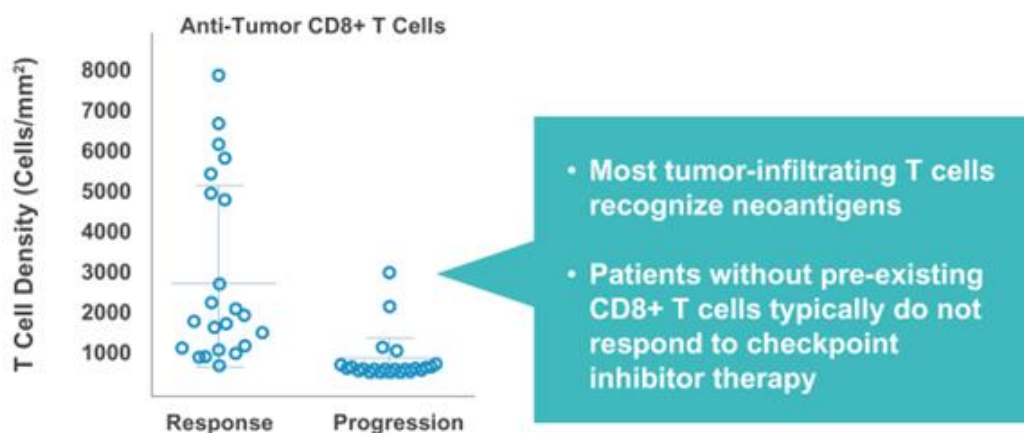 Anti-Tumor CD8+ T Cells
T Cell Density (Cells/mm²)
8000
7000
6000
5000
4000
3000
2000
1000
Response
Progression
• Most tumor-infiltrating T cells
recognize neoantigens
• Patients without pre-existing
CD8+ T cells typically do not
respond to checkpoint
inhibitor therapy